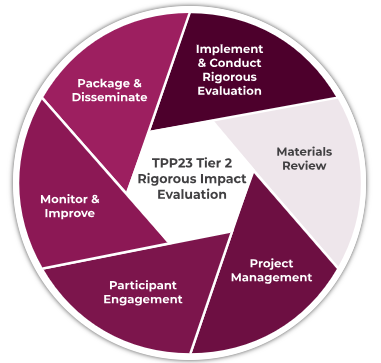 Implement
& Conduct
Rigorous
Evaluation
Materials
Review
Project
Management
Participant
Engagement
Monitor &
Improve
Package &
Disseminate
TPP23 Tier 2
Rigorous Impact
Evaluation